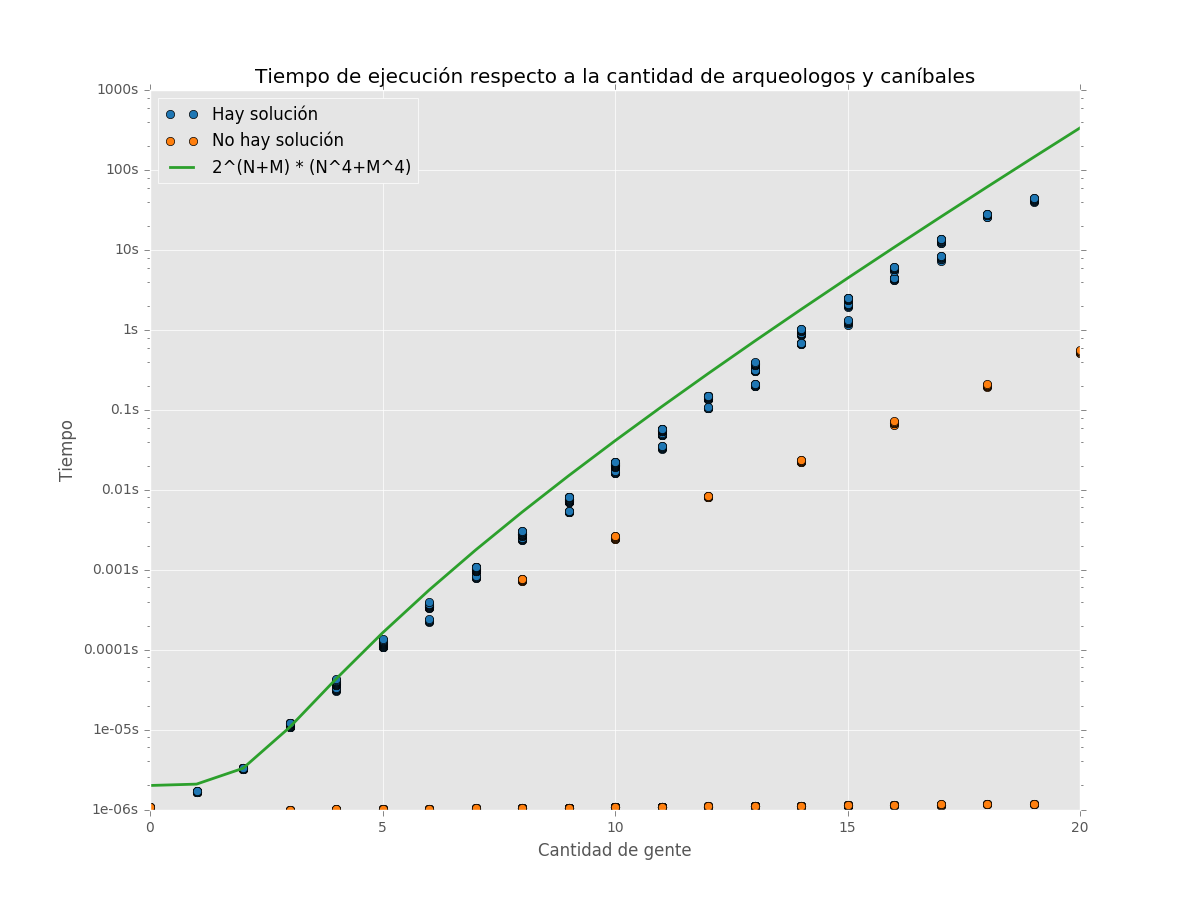 Tiempo de ejecución respecto a la cantidad de arqueologos y caníbales
1000s
100s
10s
1s
0.1s
0.01s
0.001s
0.0001s
1e-05s
1e-06s
Tiempo
Hay solución
No hay solución
2^(N+M) * (N^4+M^4)
0 5 10 15 20
Cantidad de gente